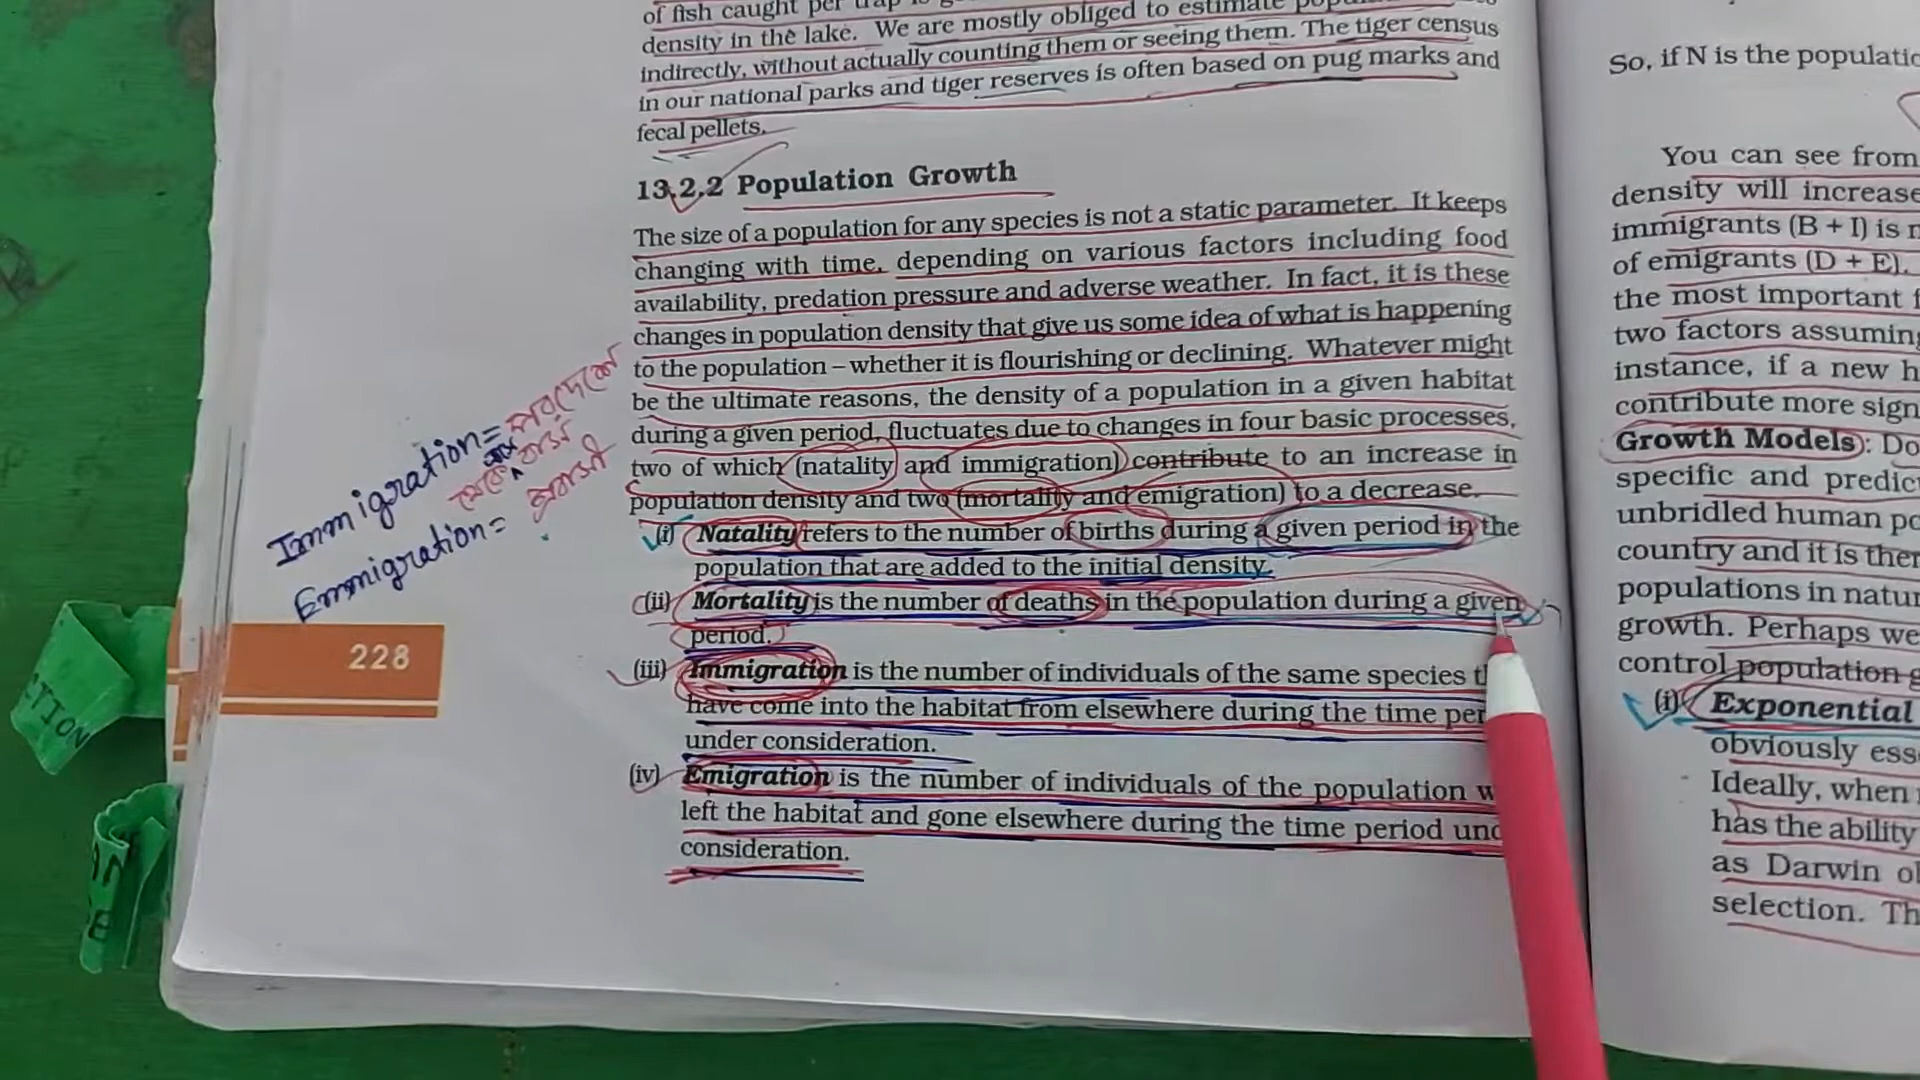 of fish caught per trap is
density in the lake. We are mostly obliged to estimate
indirectly, without actually counting them or seeing them. The tiger census
in our national parks and tiger reserves is often based on pug marks and
fecal pellets.
13.2.2 Population Growth
The size of a population for any species is not a static parameter. It keeps
changing with time, depending on various factors including food
availability, predation pressure and adverse weather. In fact, it is these
changes in population density that give us some idea of what is happening
to the population – whether it is flourishing or declining. Whatever might
be the ultimate reasons, the density of a population in a given habitat
during a given period, fluctuates due to changes in four basic processes,
two of which (natality and immigration) contribute to an increase in
population density and two (mortality and emigration) to a decrease.
(i) Natality refers to the number of births during a given period in the
population that are added to the initial density.
(ii) Mortality is the number of deaths in the population during a given
period.
(iii) Immigration is the number of individuals of the same species
have come into the habitat from elsewhere during the time
under consideration.
(iv) Emigration is the number of individuals of the population
left the habitat and gone elsewhere during the time period
consideration.
Immigration=
Emmigration=
228
CTION
So, if N is the
You can see from
density will increase
immigrants (B + I) is
of emigrants (D + E).
the most important
two factors assuming
instance, if a new
contribute more
Growth Models: Do
specific and
unbridled human
country and it is
populations in
growth. Perhaps we
control population
(i) Exponential
obviously
Ideally, when
has the ability
as Darwin
selection.